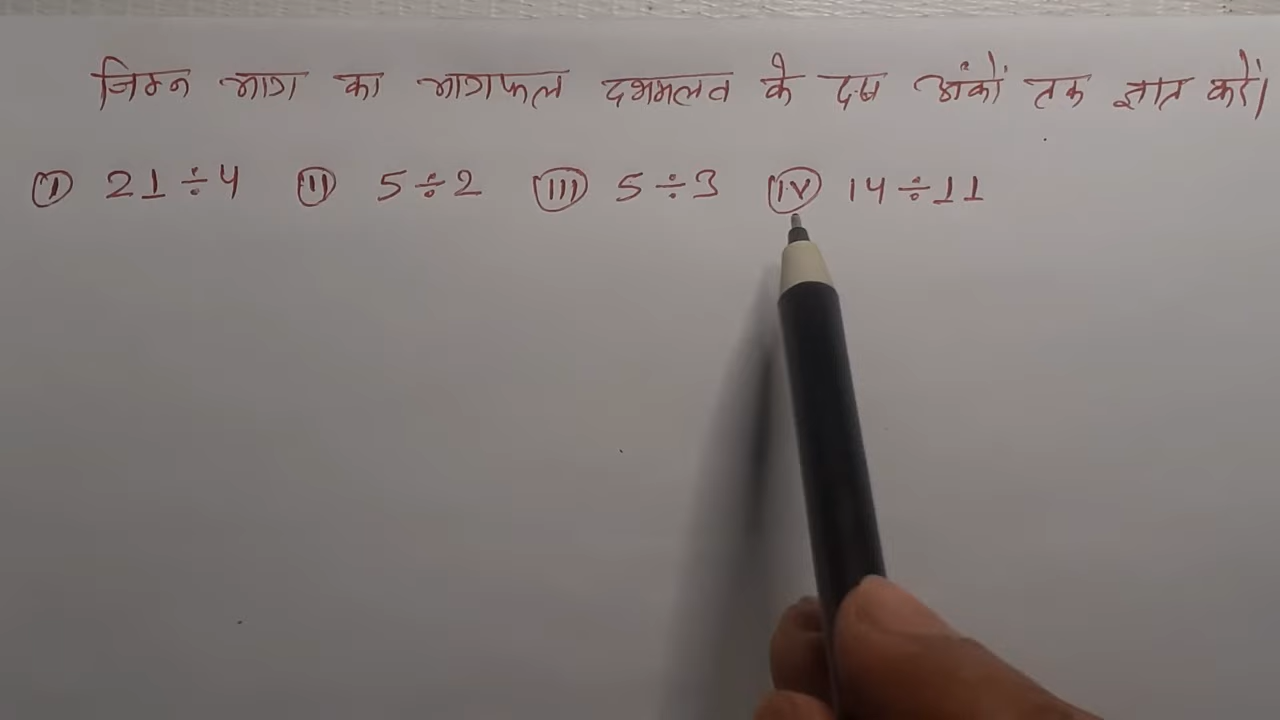 निम्न भाग का भागफल दशमलव के दस अंकों तक ज्ञात करें।
(I) 21÷4 (II) 5÷2 (III) 5÷3 (IV) 14÷11